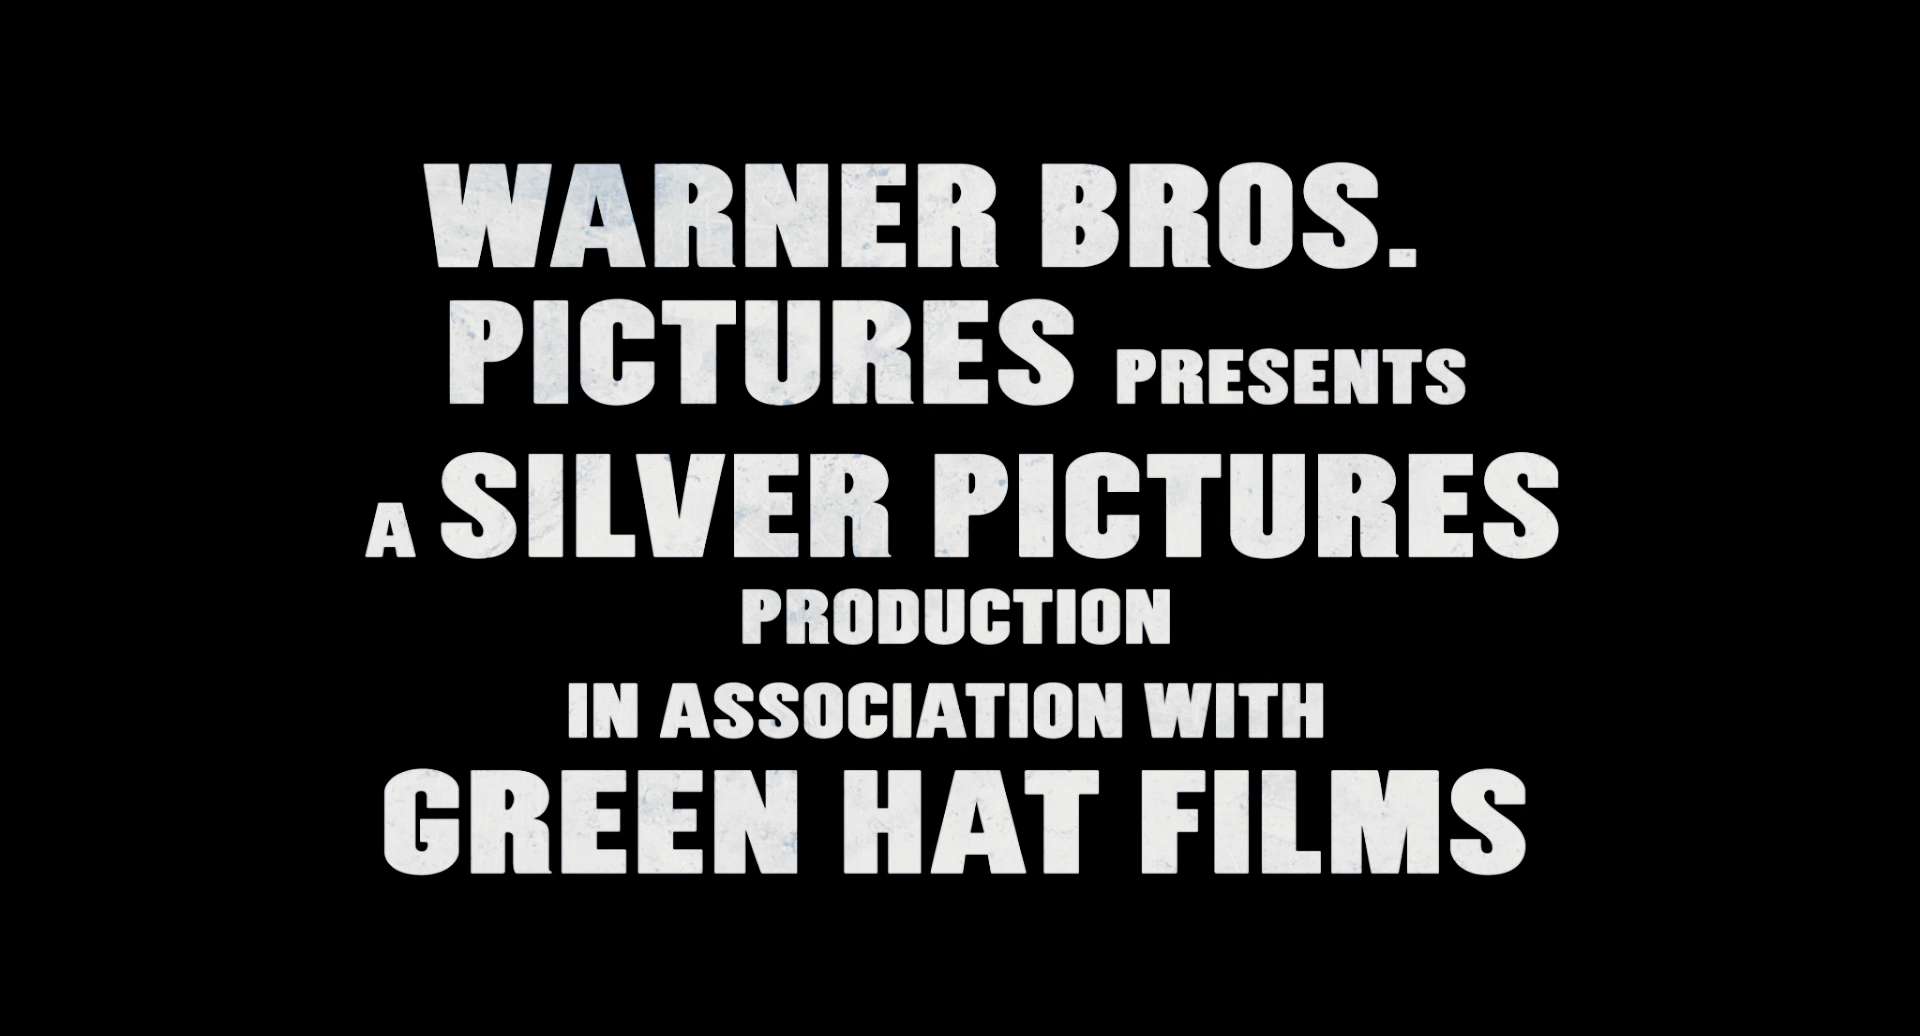 WARNER BROS.
PICTURES PRESENTS
A SILVER PICTURES
PRODUCTION
IN ASSOCIATION WITH
GREEN HAT FILMS